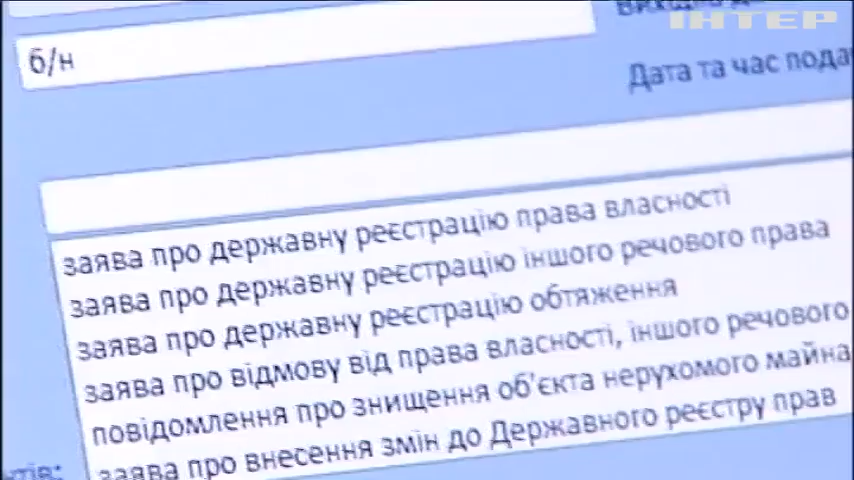 ІНТЕР
б/н
Дата та час
заява про державну реєстрацію права власності
заява про державну реєстрацію іншого речового права
заява про державну реєстрацію обтяження
заява про відмову від права власності, іншого речового
повідомлення про знищення об'єкта нерухомого майна
заява про внесення змін до Державного реєстру прав